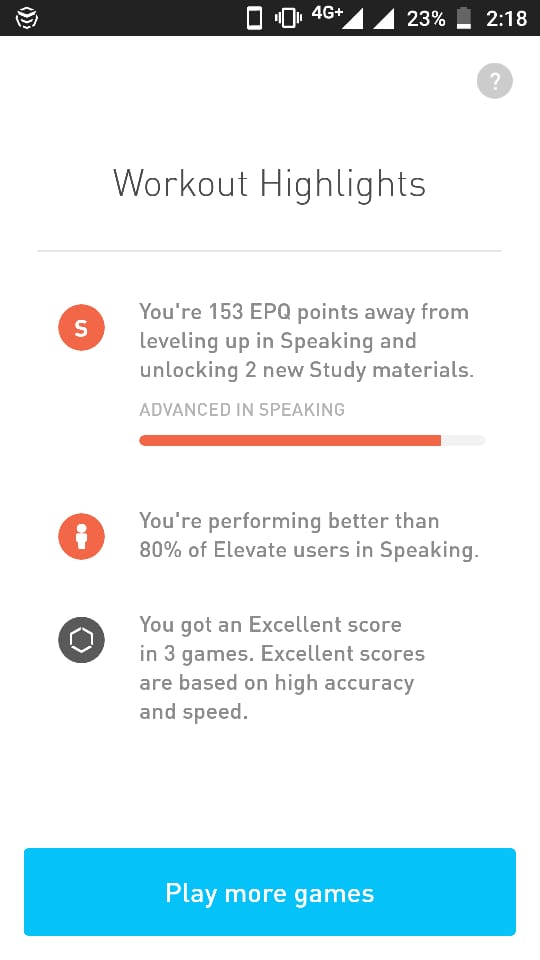 4G+ 23% 2:18
?
Workout Highlights
S
You're 153 EPQ points away from
leveling up in Speaking and
unlocking 2 new Study materials.
ADVANCED IN SPEAKING
You're performing better than
80% of Elevate users in Speaking.
You got an Excellent score
in 3 games. Excellent scores
are based on high accuracy
and speed.
Play more games